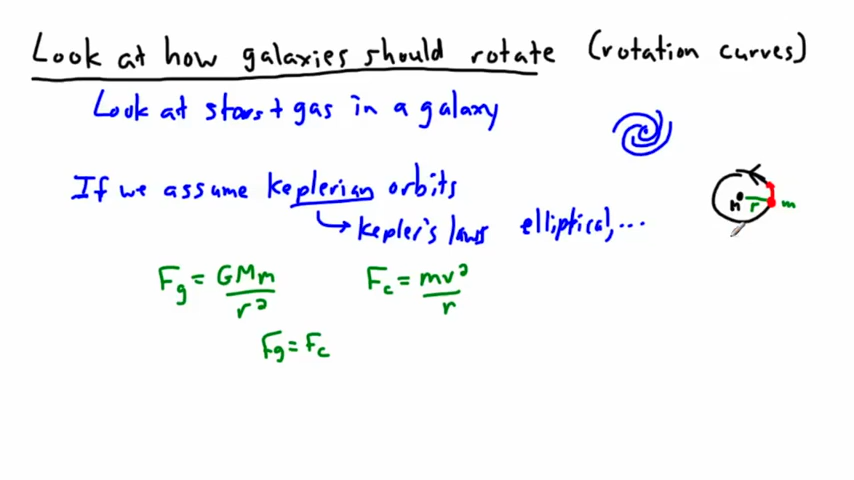 Look at how galaxies should rotate (rotation curves)
Look at stars + gas in a galaxy
If we assume keplerian orbits
↳ kepler's laws elliptical, ...
M r m
Fg = GMm/r² Fc = mv²/r
Fg = Fc